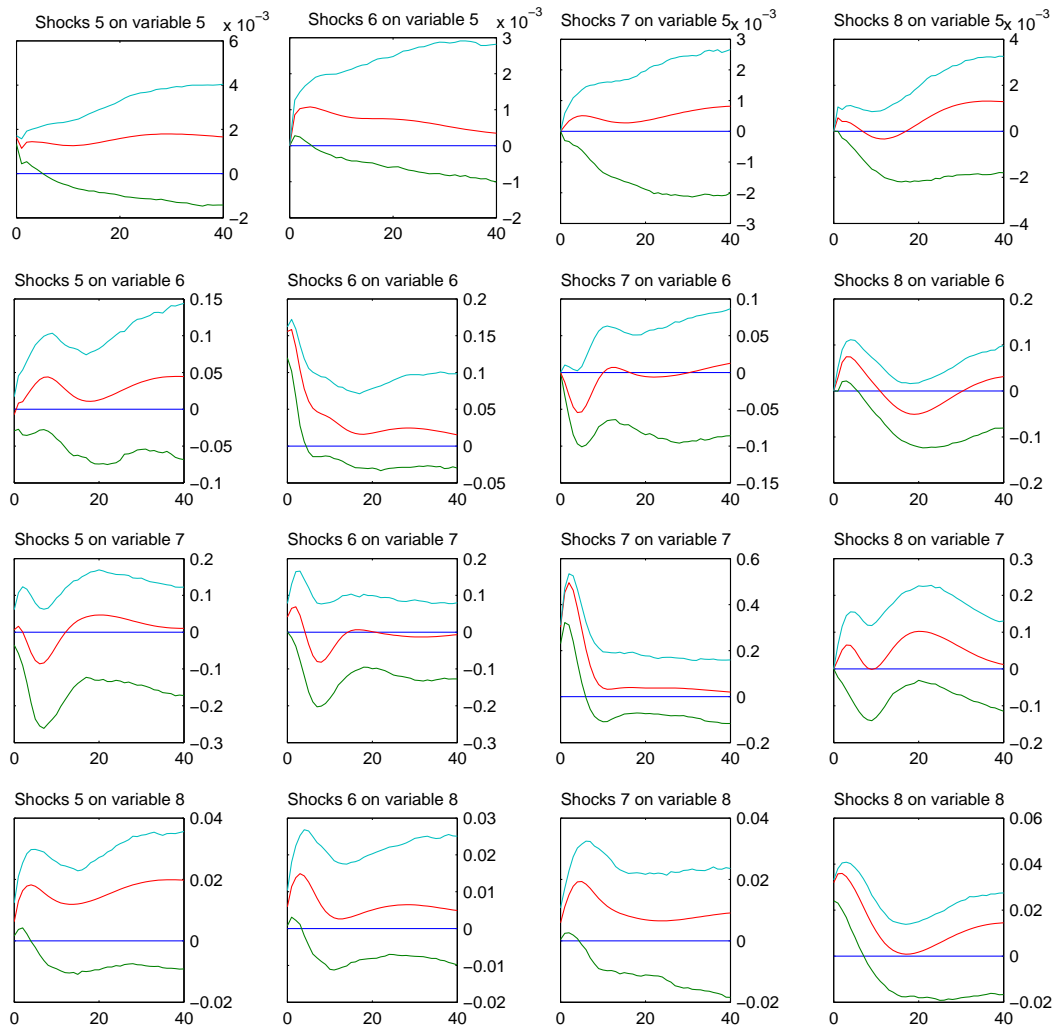 Shocks 5 on variable 5 x 10⁻³
6
4
2
0
−2
0 20 40
Shocks 6 on variable 5 x 10⁻³
3
2
1
0
−1
−2
0 20 40
Shocks 7 on variable 5 x 10⁻³
3
2
1
0
−1
−2
−3
0 20 40
Shocks 8 on variable 5 x 10⁻³
4
2
0
−2
−4
0 20 40
Shocks 5 on variable 6
0.15
0.1
0.05
0
−0.05
−0.1
0 20 40
Shocks 6 on variable 6
0.2
0.15
0.1
0.05
0
−0.05
0 20 40
Shocks 7 on variable 6
0.1
0.05
0
−0.05
−0.1
−0.15
0 20 40
Shocks 8 on variable 6
0.2
0.1
0
−0.1
−0.2
0 20 40
Shocks 5 on variable 7
0.2
0.1
0
−0.1
−0.2
−0.3
0 20 40
Shocks 6 on variable 7
0.2
0.1
0
−0.1
−0.2
−0.3
0 20 40
Shocks 7 on variable 7
0.6
0.4
0.2
0
−0.2
0 20 40
Shocks 8 on variable 7
0.3
0.2
0.1
0
−0.1
−0.2
0 20 40
Shocks 5 on variable 8
0.04
0.02
0
−0.02
0 20 40
Shocks 6 on variable 8
0.03
0.02
0.01
0
−0.01
−0.02
0 20 40
Shocks 7 on variable 8
0.04
0.02
0
−0.02
0 20 40
Shocks 8 on variable 8
0.06
0.04
0.02
0
−0.02
0 20 40